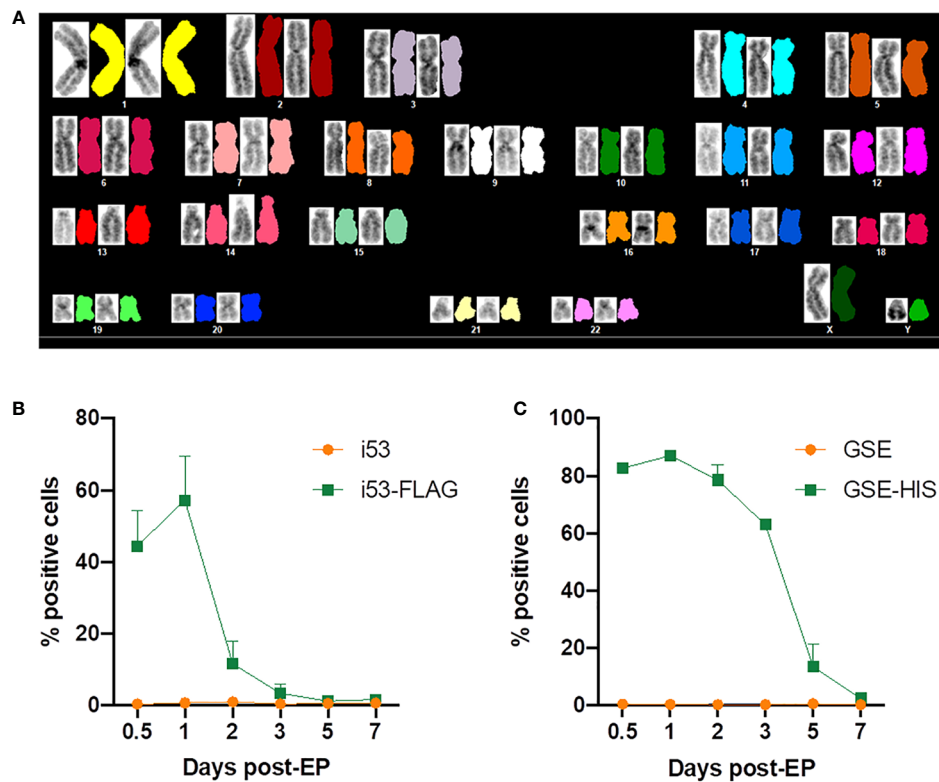 A
1 2 3 4 5
6 7 8 9 10 11 12
13 14 15 16 17 18
19 20 21 22 X Y
B
80
60
40
20
0
% positive cells
i53
i53-FLAG
0.5 1 2 3 5 7
Days post-EP
C
100
80
60
40
20
0
% positive cells
GSE
GSE-HIS
0.5 1 2 3 5 7
Days post-EP